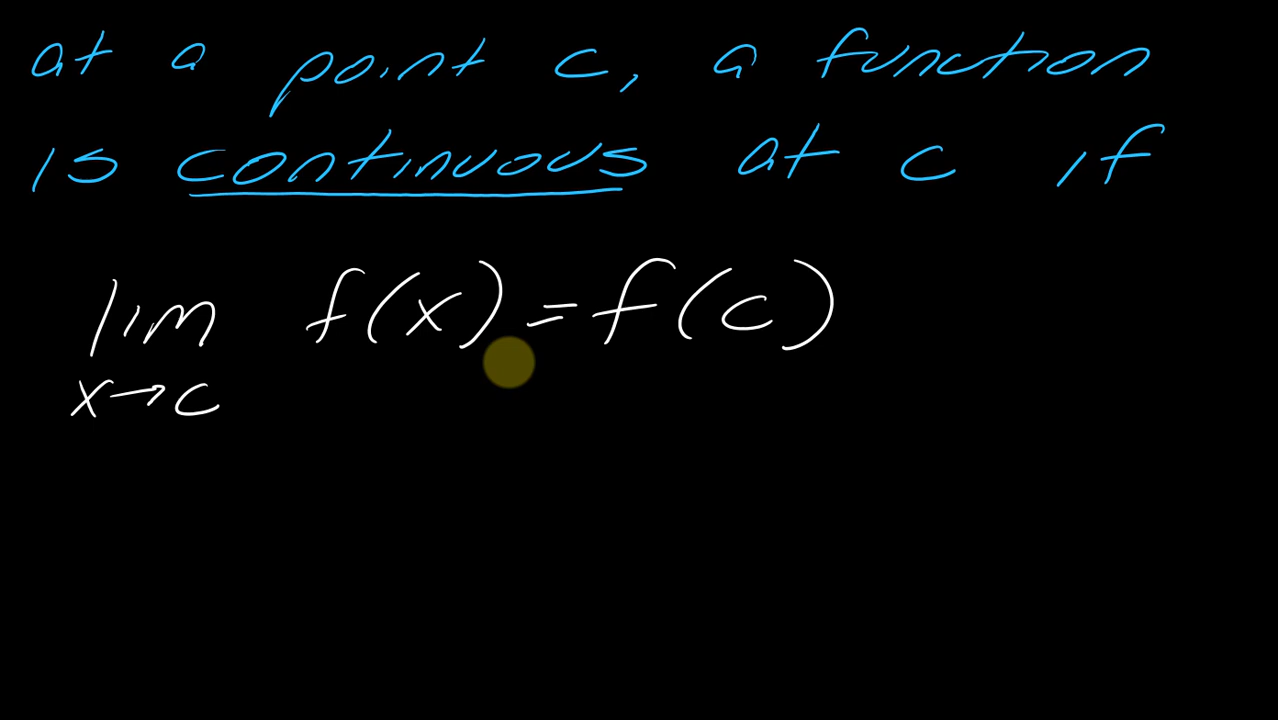 at a point c, a function
is continuous at c if
lim f(x) = f(c)
x→c